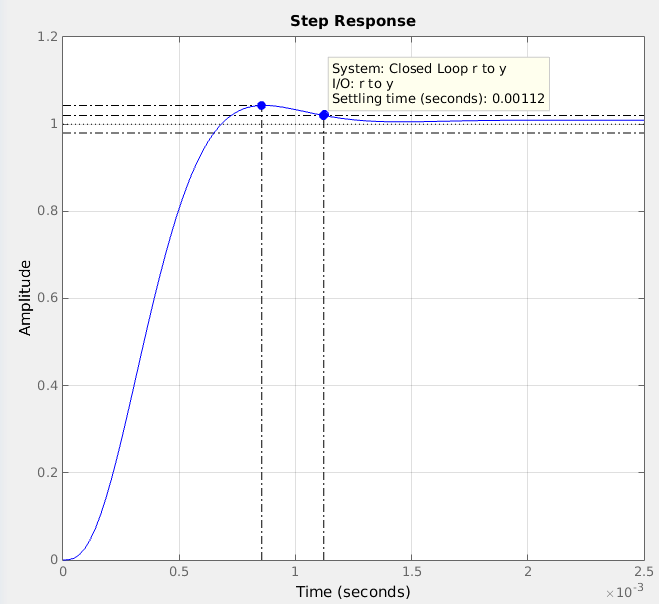 Step Response
System: Closed Loop r to y
I/O: r to y
Settling time (seconds): 0.00112
Amplitude
1.2
1
0.8
0.6
0.4
0.2
0
0 0.5 1 1.5 2 2.5
Time (seconds)
×10^-3